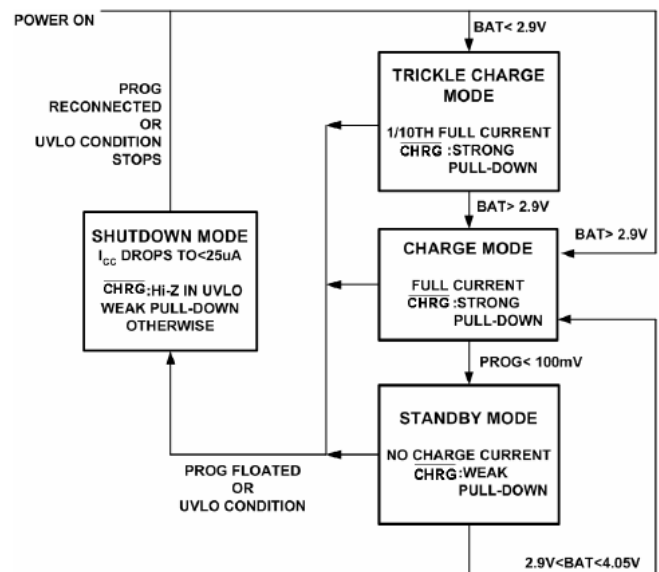 POWER ON
BAT< 2.9V
TRICKLE CHARGE
MODE
1/10TH FULL CURRENT
CHRG :STRONG
PULL-DOWN
PROG
RECONNECTED
OR
UVLO CONDITION
STOPS
BAT> 2.9V
BAT> 2.9V
SHUTDOWN MODE
ICC DROPS TO<25uA
CHRG:Hi-Z IN UVLO
WEAK PULL-DOWN
OTHERWISE
CHARGE MODE
FULL CURRENT
CHRG :STRONG
PULL-DOWN
PROG< 100mV
STANDBY MODE
NO CHARGE CURRENT
CHRG:WEAK
PULL-DOWN
PROG FLOATED
OR
UVLO CONDITION
2.9V<BAT<4.05V